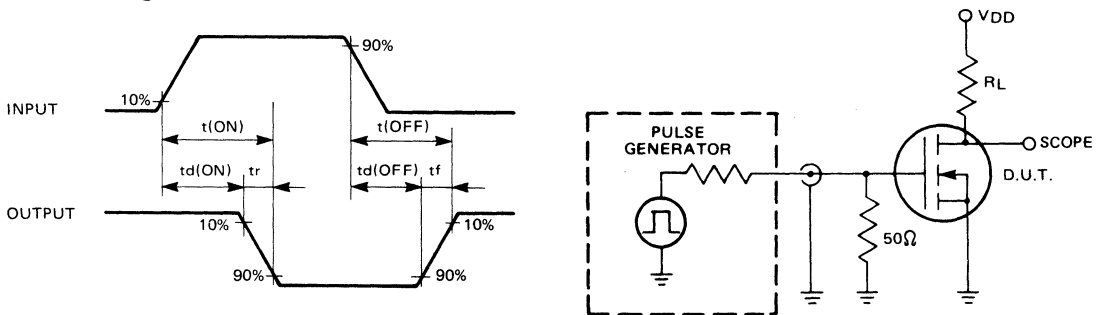 INPUT
10%
90%
t(ON)
t(OFF)
td(ON)
tr
td(OFF)
tf
OUTPUT
10%
90%
10%
90%
PULSE
GENERATOR
50Ω
VDD
RL
SCOPE
D.U.T.